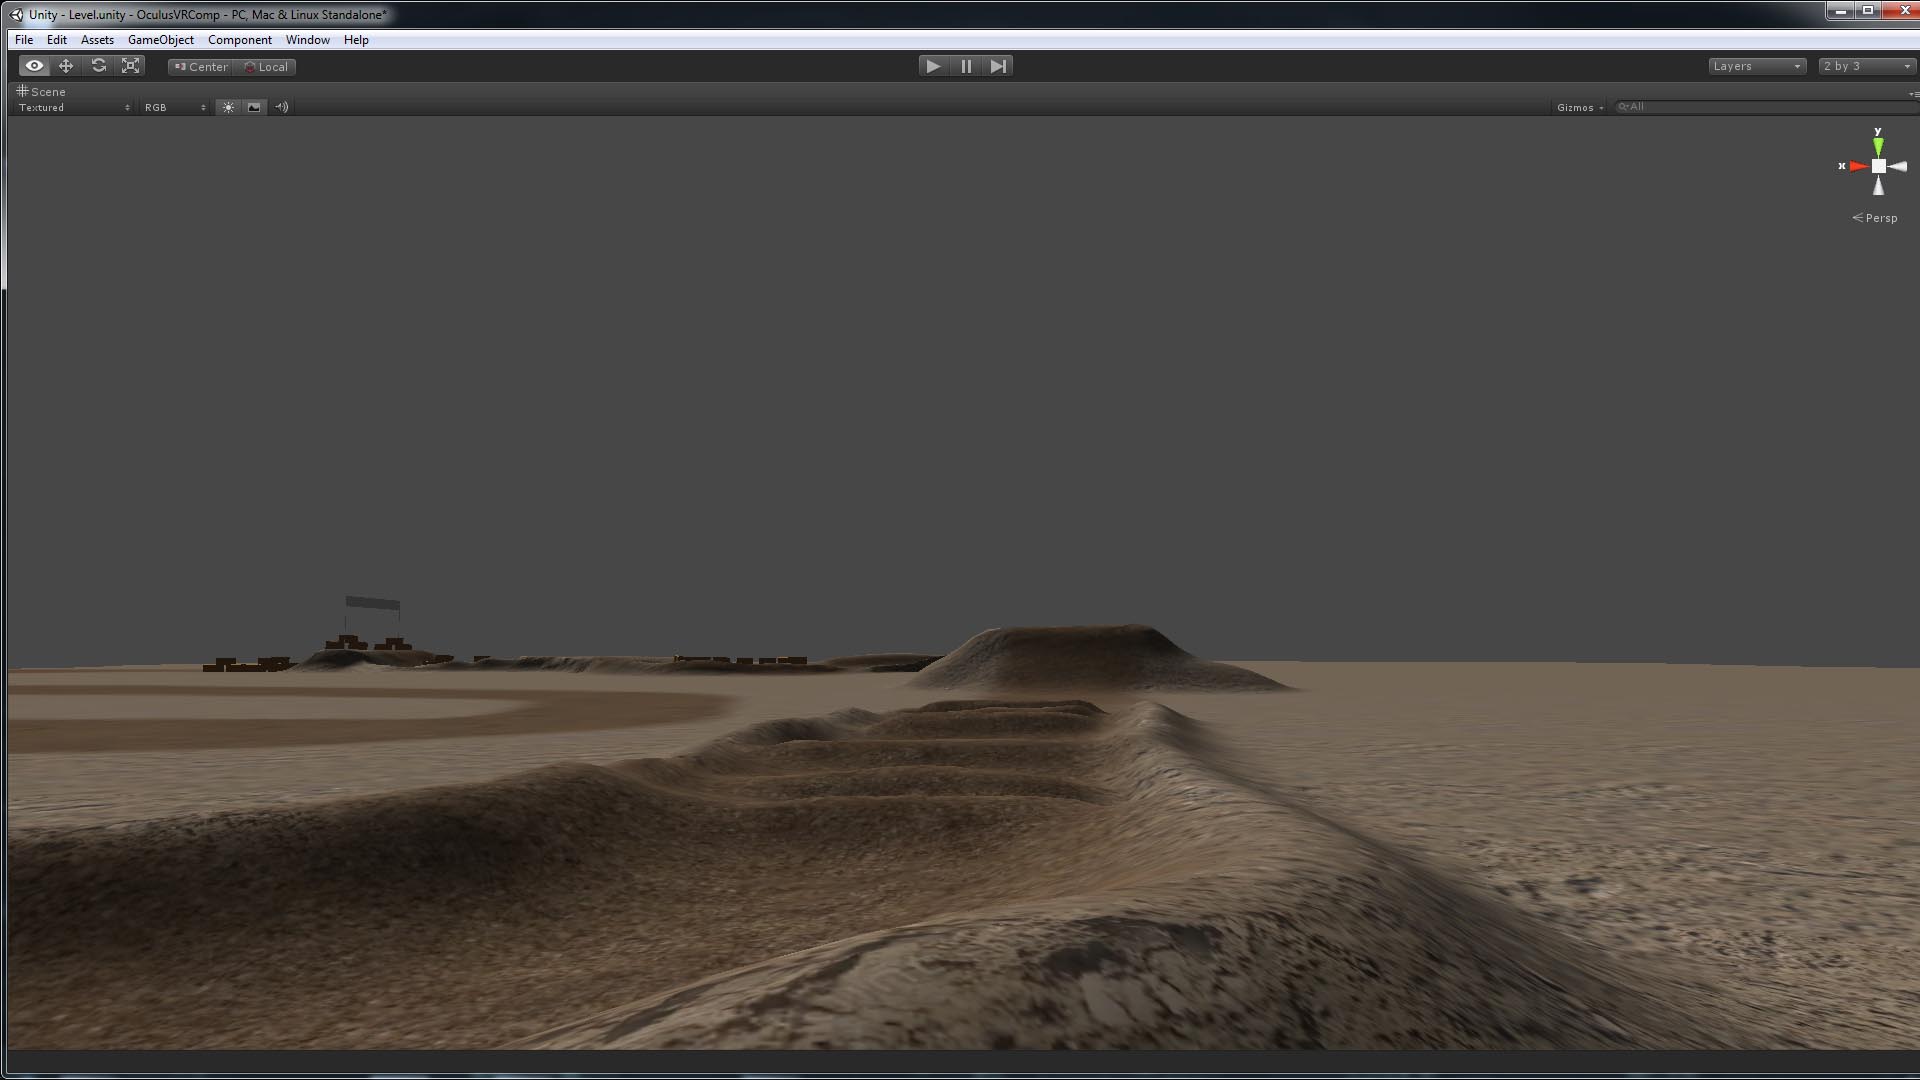 Unity - Level.unity - OculusVRComp - PC, Mac & Linux Standalone*
File Edit Assets GameObject Component Window Help
Center Local Layers 2 by 3
Scene
Textured RGB Gizmos All
y
x
Persp